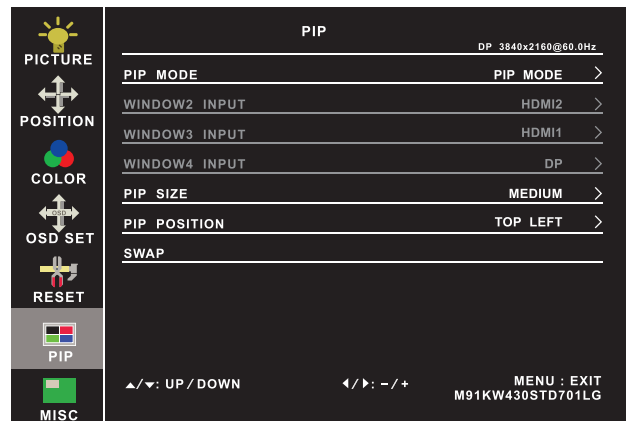 PICTURE
POSITION
COLOR
OSD
OSD SET
RESET
PIP
MISC
PIP
DP 3840x2160@60.0Hz
PIP MODE PIP MODE >
WINDOW2 INPUT HDMI2 >
WINDOW3 INPUT HDMI1 >
WINDOW4 INPUT DP >
PIP SIZE MEDIUM >
PIP POSITION TOP LEFT >
SWAP
▲/▼: UP/DOWN ◀/▶: −/+ MENU : EXIT
M91KW430STD701LG